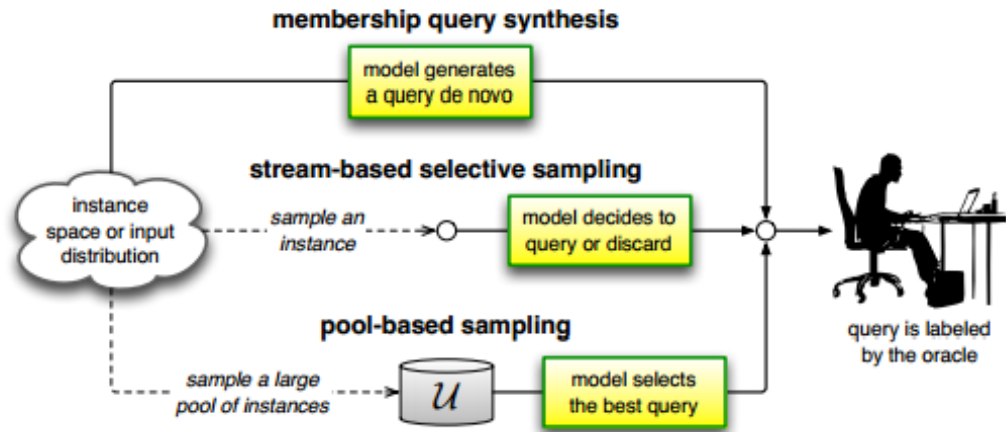 membership query synthesis
model generates
a query de novo
stream-based selective sampling
instance
space or input
distribution
sample an
instance
model decides to
query or discard
pool-based sampling
sample a large
pool of instances
U
model selects
the best query
query is labeled
by the oracle